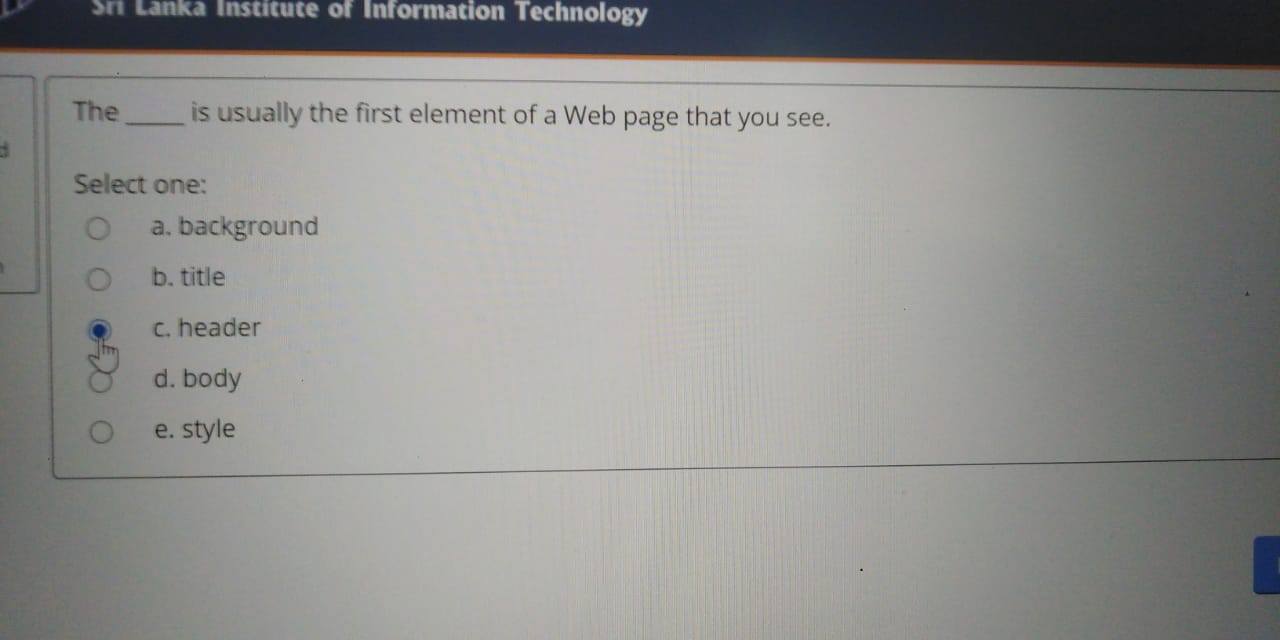 Sri Lanka Institute of Information Technology
The ____ is usually the first element of a Web page that you see.
Select one:
a. background
b. title
c. header
d. body
e. style